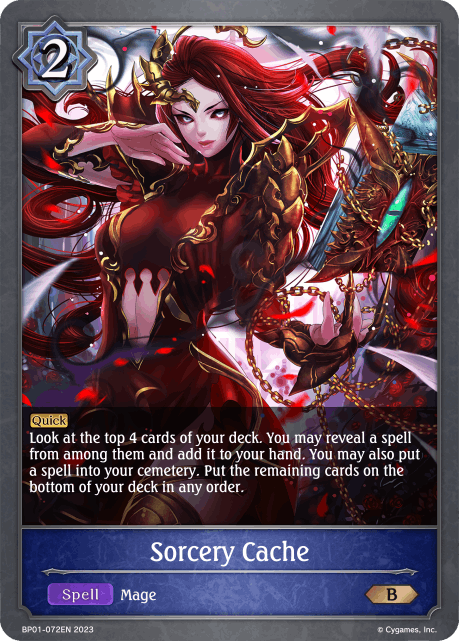 2
Quick
Look at the top 4 cards of your deck. You may reveal a spell
from among them and add it to your hand. You may also put
a spell into your cemetery. Put the remaining cards on the
bottom of your deck in any order.
Sorcery Cache
Spell Mage B
BP01-072EN 2023 © Cygames, Inc.